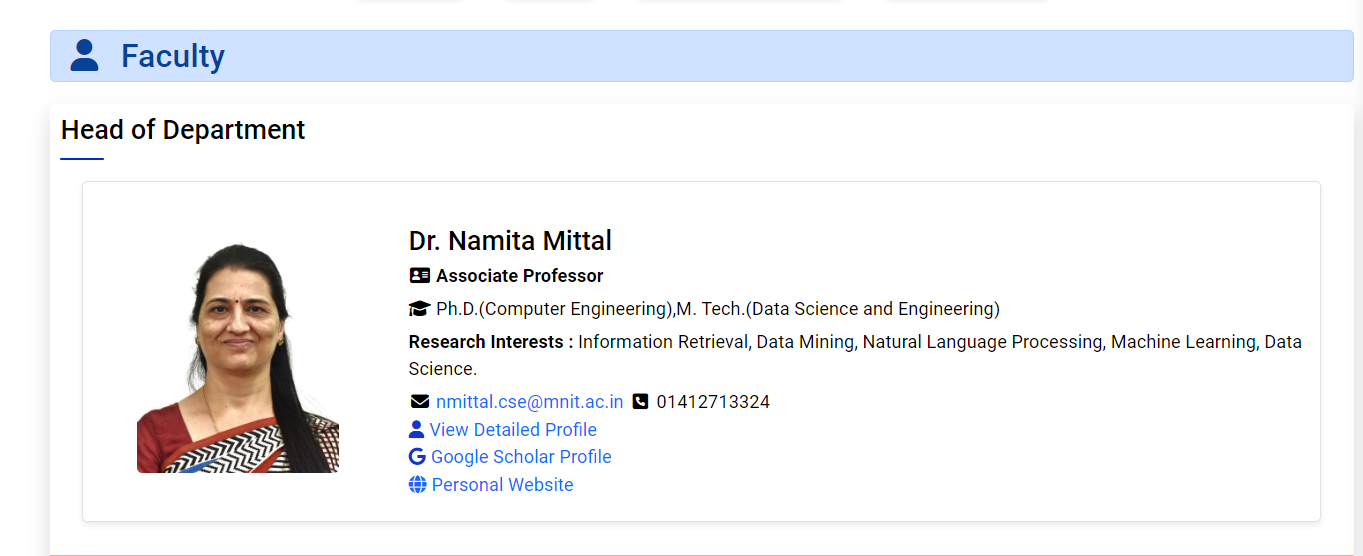 Faculty
Head of Department
Dr. Namita Mittal
Associate Professor
Ph.D.(Computer Engineering),M. Tech.(Data Science and Engineering)
Research Interests : Information Retrieval, Data Mining, Natural Language Processing, Machine Learning, Data
Science.
nmittal.cse@mnit.ac.in 01412713324
View Detailed Profile
Google Scholar Profile
Personal Website